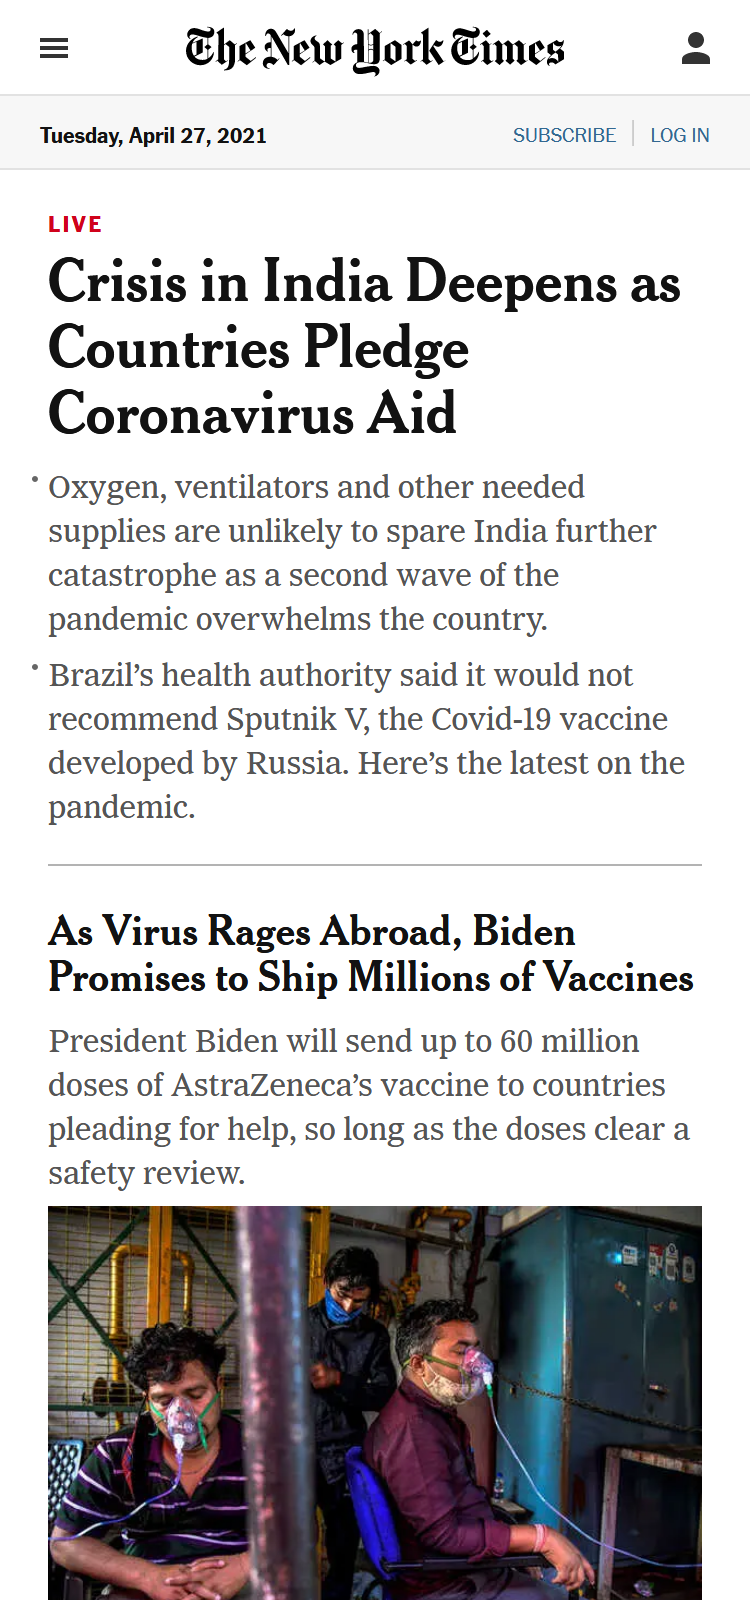 The New York Times
Tuesday, April 27, 2021
SUBSCRIBE
LOG IN
LIVE
Crisis in India Deepens as
Countries Pledge
Coronavirus Aid
• Oxygen, ventilators and other needed
supplies are unlikely to spare India further
catastrophe as a second wave of the
pandemic overwhelms the country.
• Brazil’s health authority said it would not
recommend Sputnik V, the Covid-19 vaccine
developed by Russia. Here’s the latest on the
pandemic.
As Virus Rages Abroad, Biden
Promises to Ship Millions of Vaccines
President Biden will send up to 60 million
doses of AstraZeneca’s vaccine to countries
pleading for help, so long as the doses clear a
safety review.